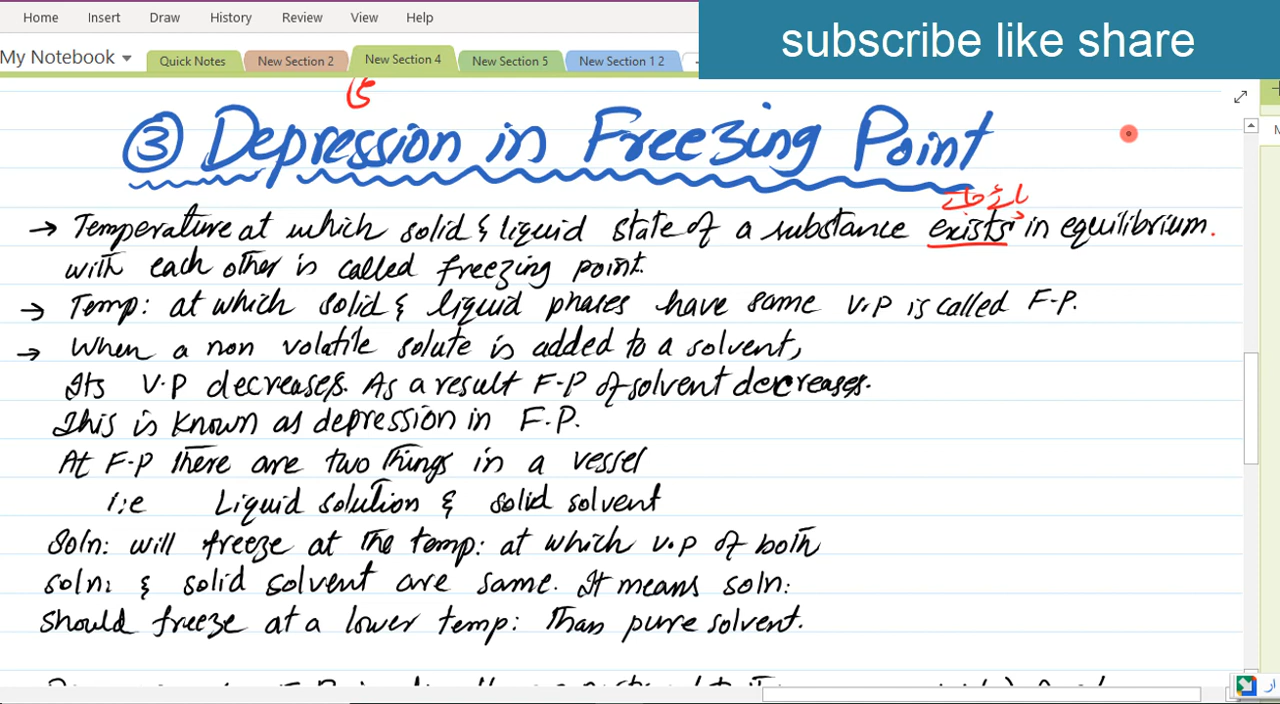 Home Insert Draw History Review View Help
subscribe like share
My Notebook Quick Notes New Section 2 New Section 4 New Section 5 New Section 1 2
③ Depression in Freezing Point
→ Temperature at which solid & liquid state of a substance exists in equilibrium.
with each other is called freezing point.
→ Temp: at which solid & liquid phases have same V.P is called F-P.
→ When a non volatile solute is added to a solvent,
Its V.P decreases. As a result F-P of solvent decreases.
This is known as depression in F.P.
At F-P There are two things in a vessel
i;e Liquid solution & solid solvent
Soln: will freeze at the temp: at which v.p of both
soln: & solid solvent are same. It means soln:
should freeze at a lower temp: Than pure solvent.